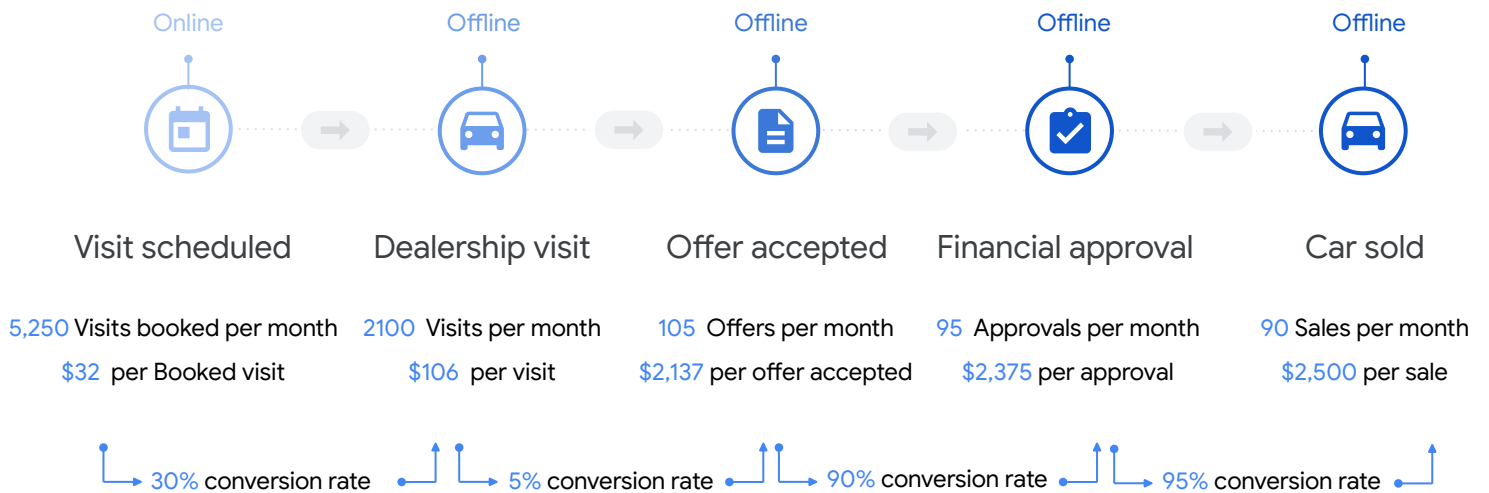 Online Offline Offline Offline Offline
Visit scheduled Dealership visit Offer accepted Financial approval Car sold
5,250 Visits booked per month 2100 Visits per month 105 Offers per month 95 Approvals per month 90 Sales per month
$32 per Booked visit $106 per visit $2,137 per offer accepted $2,375 per approval $2,500 per sale
30% conversion rate 5% conversion rate 90% conversion rate 95% conversion rate